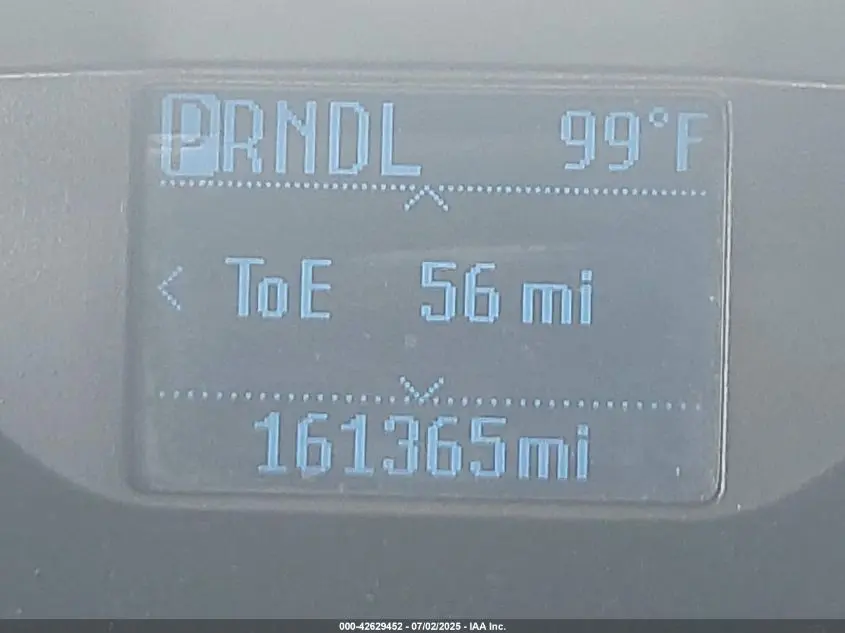 PRNDL 99°F
ToE 56 mi
161365mi
000-42629452 - 07/02/2025 - IAA Inc.